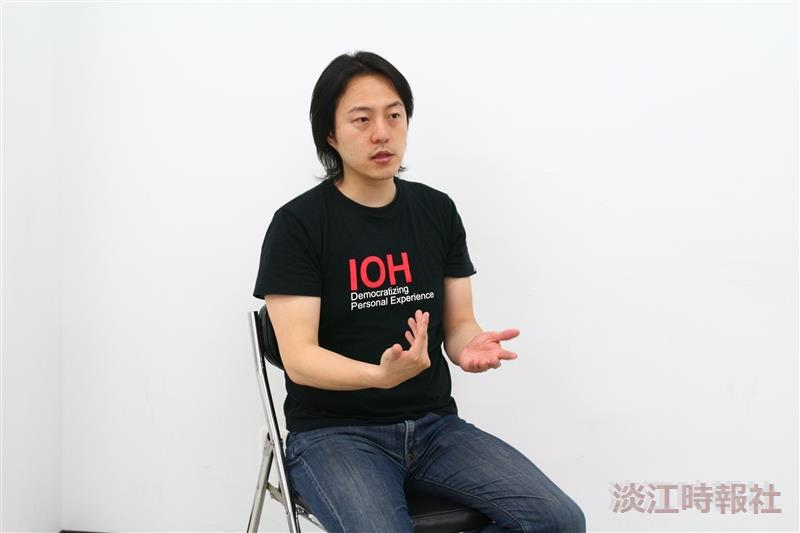 IOH
Democratizing
Personal Experience
淡江時報社